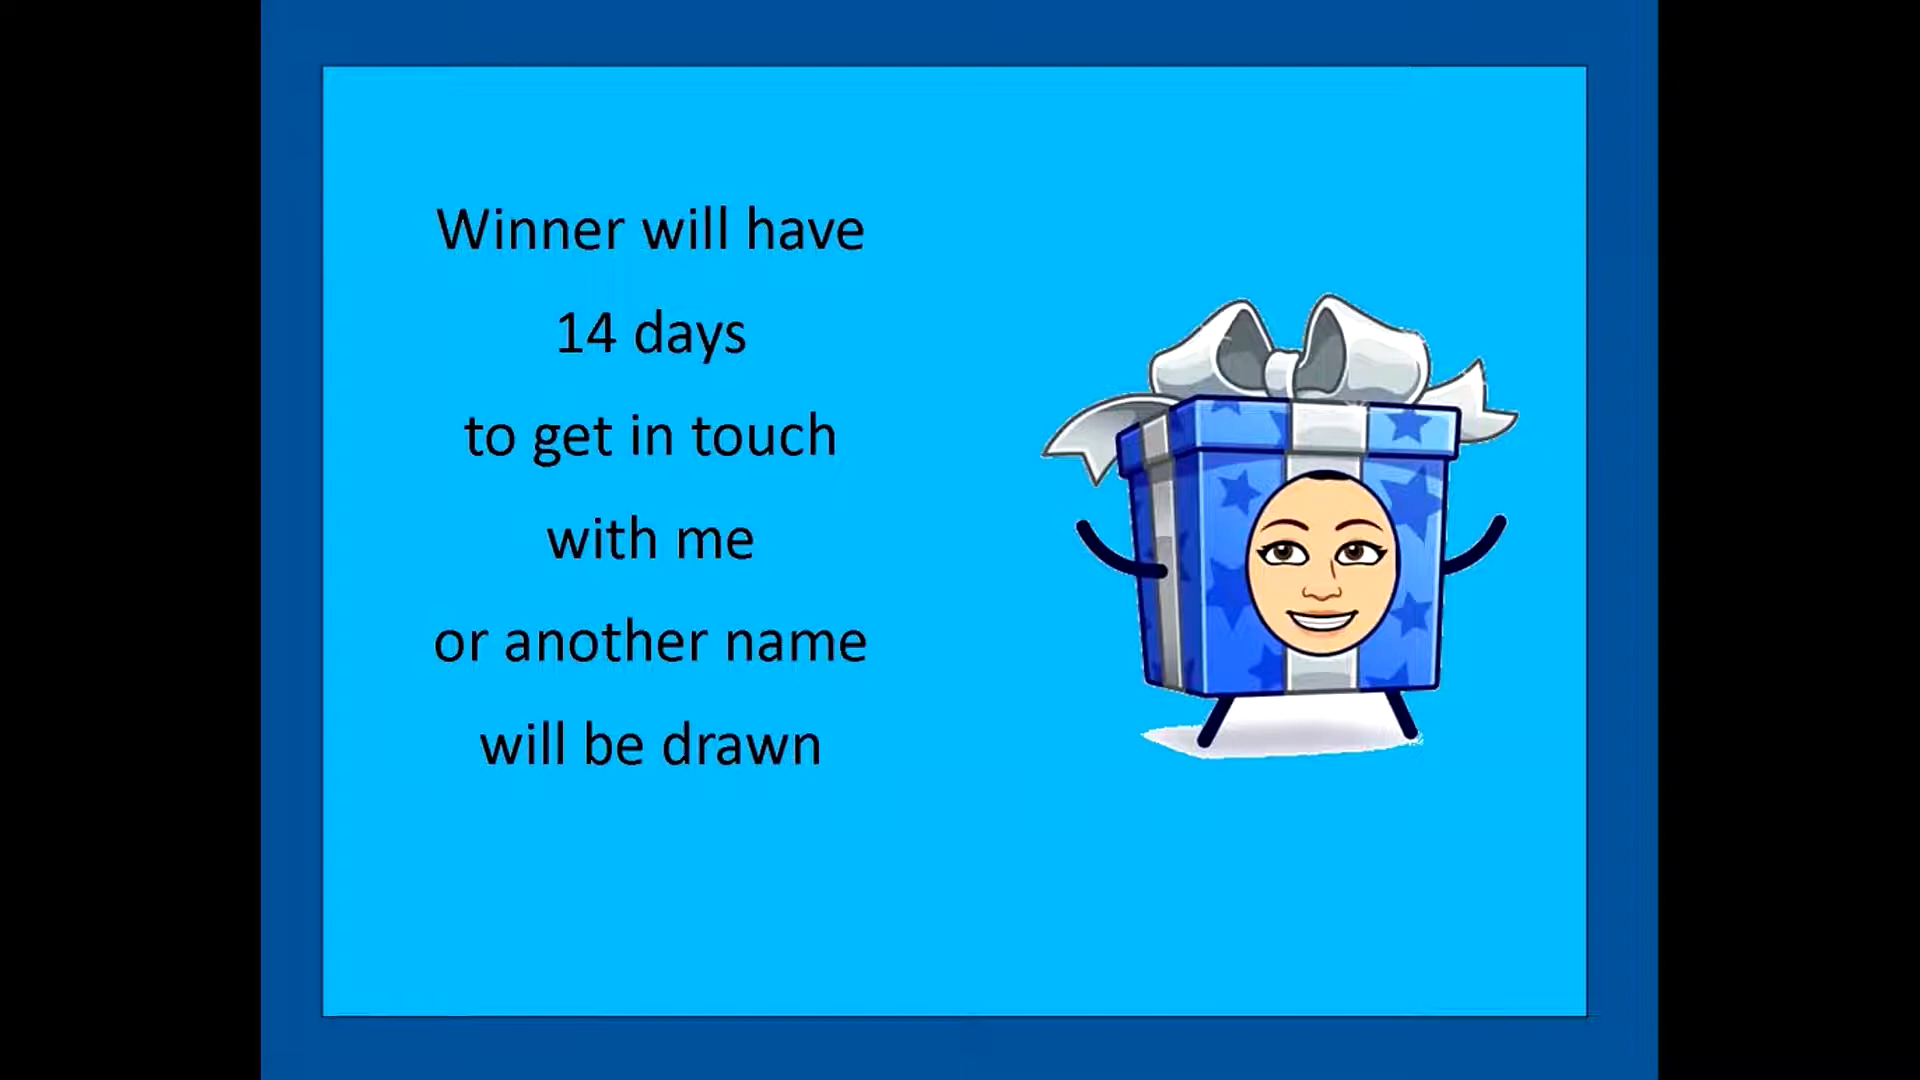 Winner will have
14 days
to get in touch
with me
or another name
will be drawn